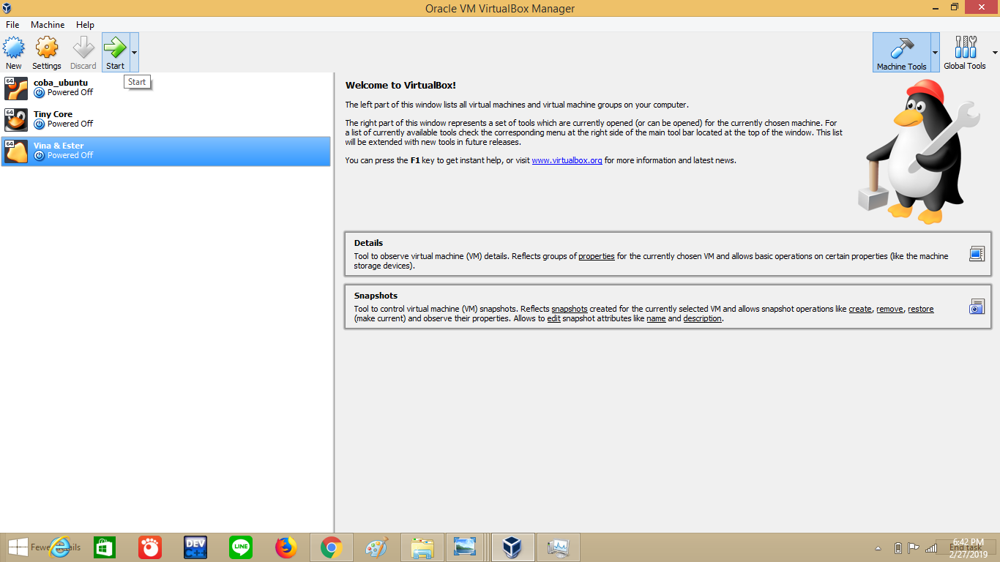 Oracle VM VirtualBox Manager
File Machine Help
New Settings Discard Start
Machine Tools Global Tools
Start
64 coba_ubuntu
Powered Off
64 Tiny Core
Powered Off
64 Vina & Ester
Powered Off
Welcome to VirtualBox!
The left part of this window lists all virtual machines and virtual machine groups on your computer.
The right part of this window represents a set of tools which are currently opened (or can be opened) for the currently chosen machine. For
a list of currently available tools check the corresponding menu at the right side of the main tool bar located at the top of the window. This list
will be extended with new tools in future releases.
You can press the F1 key to get instant help, or visit www.virtualbox.org for more information and latest news.
Details
Tool to observe virtual machine (VM) details. Reflects groups of properties for the currently chosen VM and allows basic operations on certain properties (like the machine
storage devices).
Snapshots
Tool to control virtual machine (VM) snapshots. Reflects snapshots created for the currently selected VM and allows snapshot operations like create, remove, restore
(make current) and observe their properties. Allows to edit snapshot attributes like name and description.
DEV
C++
LINE
End task
6:42 PM
2/27/2019